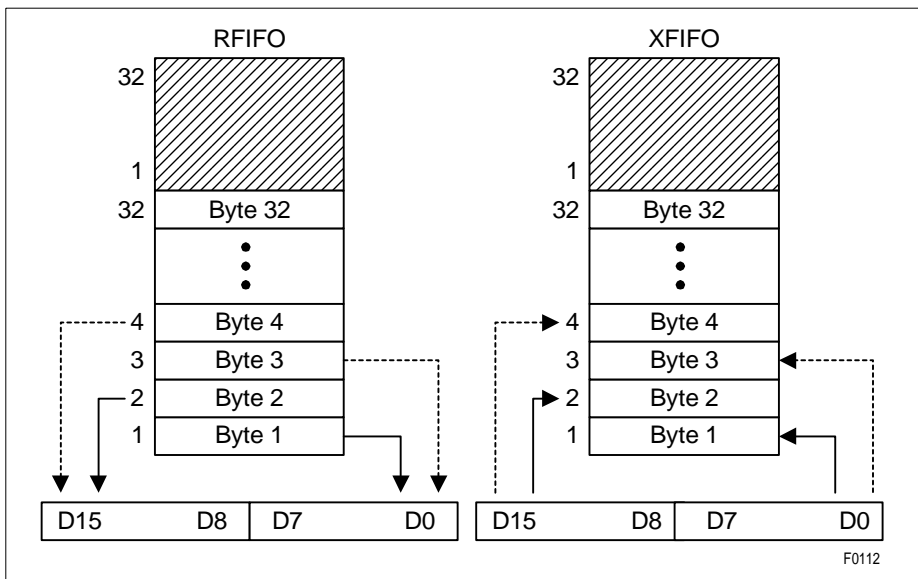 RFIFO XFIFO
32 32
1 1
32 Byte 32 32 Byte 32
4 Byte 4 4 Byte 4
3 Byte 3 3 Byte 3
2 Byte 2 2 Byte 2
1 Byte 1 1 Byte 1
D15 D8 D7 D0 D15 D8 D7 D0
F0112